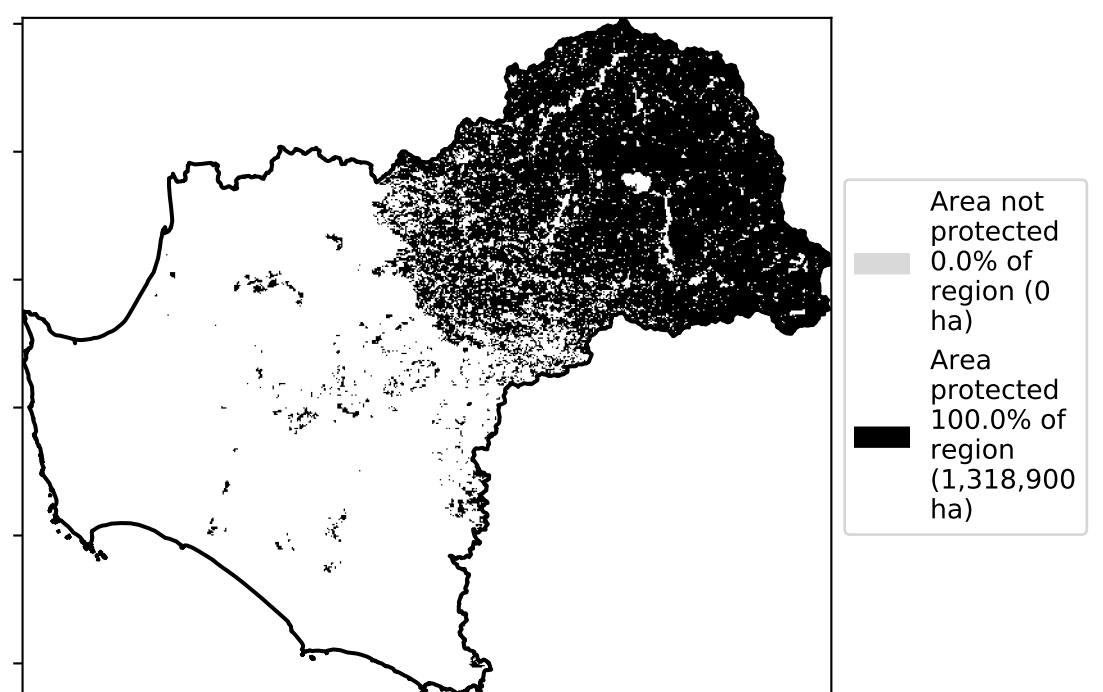 Area not
protected
0.0% of
region (0
ha)
Area
protected
100.0% of
region
(1,318,900
ha)